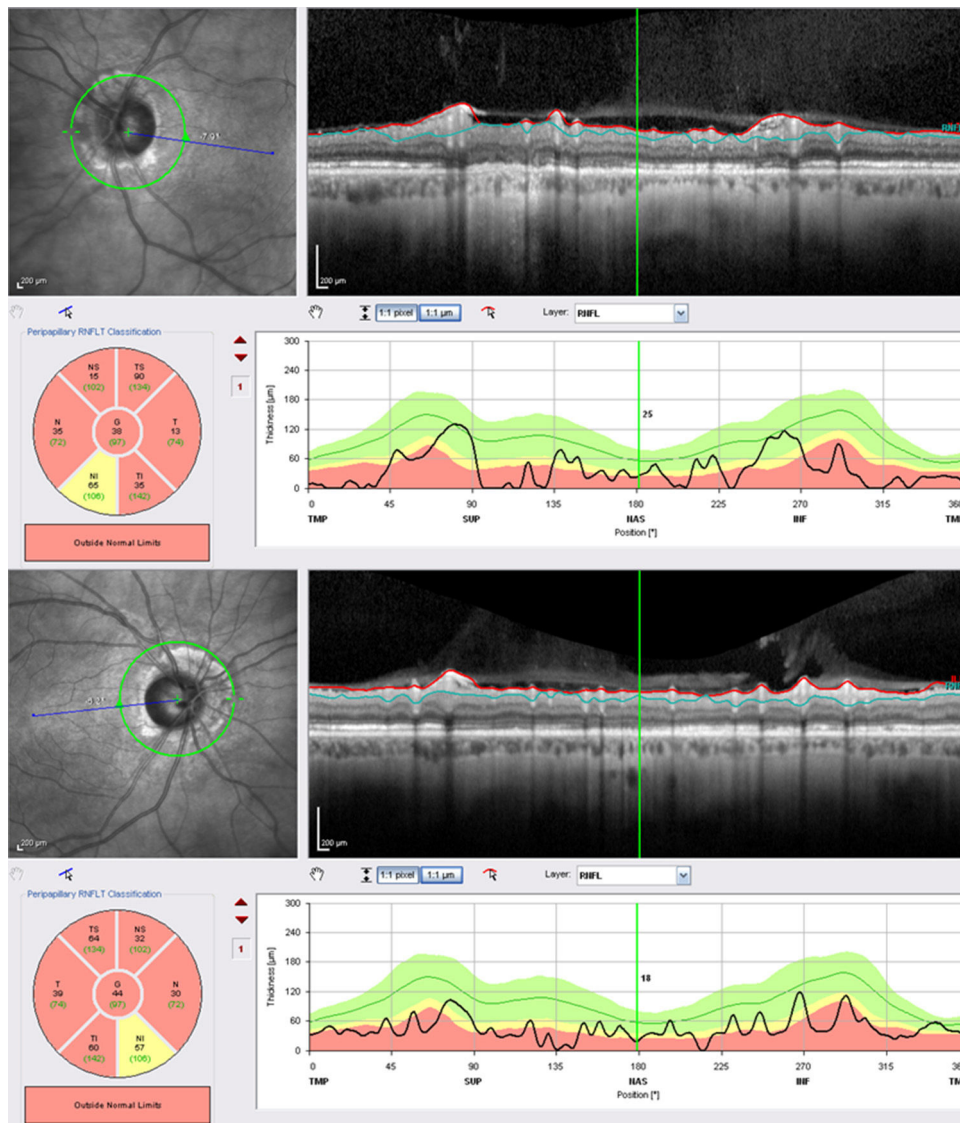 -7.91°
RNFL
200 µm
200 µm
1:1 pixel 1:1 µm Layer: RNFL
Peripapillary RNFLT Classification
NS
15
(102)
TS
90
(134)
N
35
(72)
G
38
(97)
T
13
(74)
NI
65
(106)
TI
35
(142)
Outside Normal Limits
1
Thickness [µm]
300
240
180
120
60
0
25
0 45 90 135 180 225 270 315 360
TMP SUP NAS INF TMP
Position [°]
200 µm
200 µm
1:1 pixel 1:1 µm Layer: RNFL
Peripapillary RNFLT Classification
TS
64
(134)
NS
32
(102)
T
39
(74)
G
44
(97)
N
30
(72)
TI
60
(142)
NI
57
(106)
Outside Normal Limits
1
Thickness [µm]
300
240
180
120
60
0
18
0 45 90 135 180 225 270 315 36
TMP SUP NAS INF TM
Position [°]